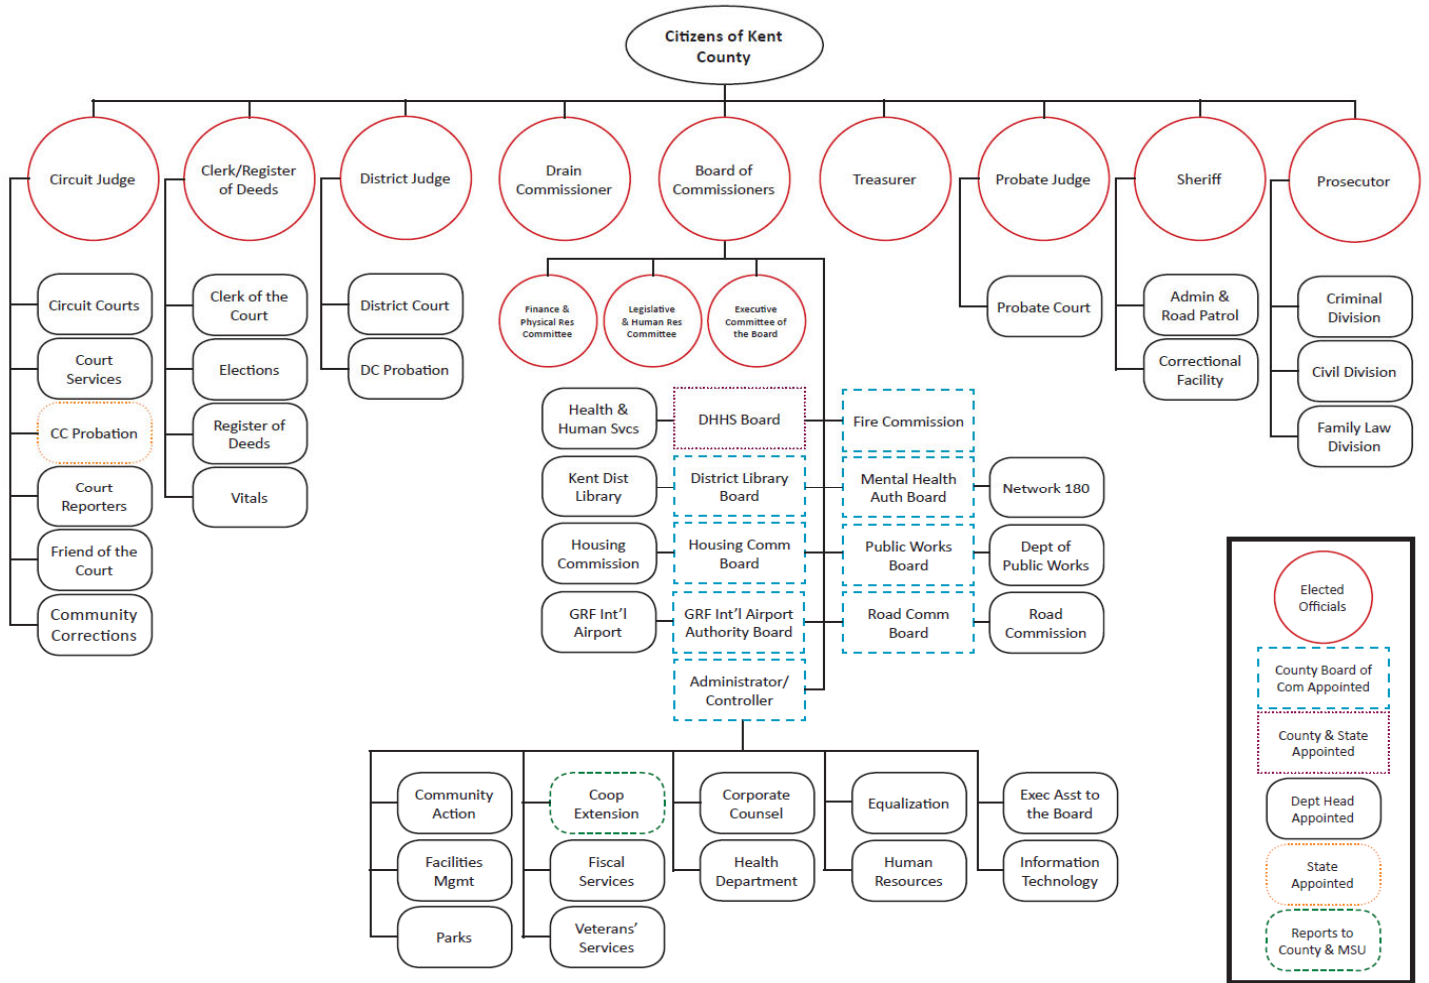 Citizens of Kent
County
Circuit Judge
Clerk/Register
of Deeds
District Judge
Drain
Commissioner
Board of
Commissioners
Treasurer
Probate Judge
Sheriff
Prosecutor
Circuit Courts
Court
Services
CC Probation
Court
Reporters
Friend of the
Court
Community
Corrections
Clerk of the
Court
Elections
Register of
Deeds
Vitals
District Court
DC Probation
Finance &
Physical Res
Committee
Legislative
& Human Res
Committee
Executive
Committee of
the Board
Probate Court
Admin &
Road Patrol
Correctional
Facility
Criminal
Division
Civil Division
Family Law
Division
Health &
Human Svcs
DHHS Board
Fire Commission
Kent Dist
Library
District Library
Board
Mental Health
Auth Board
Network 180
Housing
Commission
Housing Comm
Board
Public Works
Board
Dept of
Public Works
GRF Int'l
Airport
GRF Int'l Airport
Authority Board
Road Comm
Board
Road
Commission
Administrator/
Controller
Community
Action
Coop
Extension
Corporate
Counsel
Equalization
Exec Asst to
the Board
Facilities
Mgmt
Fiscal
Services
Health
Department
Human
Resources
Information
Technology
Parks
Veterans'
Services
Elected
Officials
County Board of
Com Appointed
County & State
Appointed
Dept Head
Appointed
State
Appointed
Reports to
County & MSU